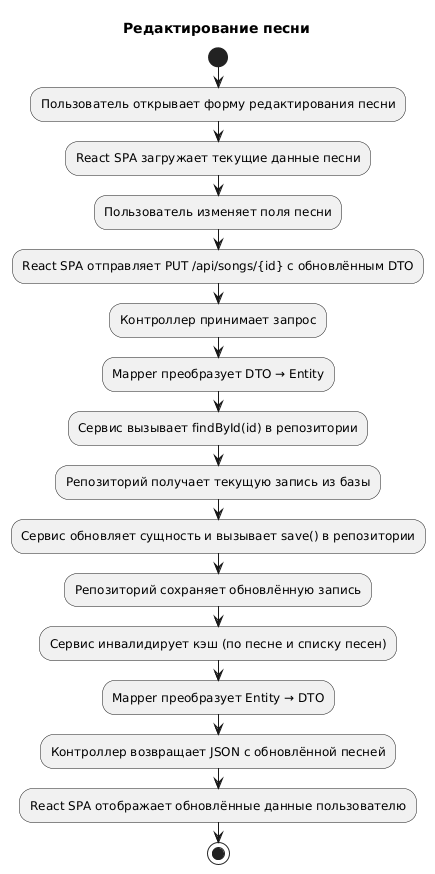 Редактирование песни
Пользователь открывает форму редактирования песни
React SPA загружает текущие данные песни
Пользователь изменяет поля песни
React SPA отправляет PUT /api/songs/{id} с обновлённым DTO
Контроллер принимает запрос
Mapper преобразует DTO → Entity
Сервис вызывает findById(id) в репозитории
Репозиторий получает текущую запись из базы
Сервис обновляет сущность и вызывает save() в репозитории
Репозиторий сохраняет обновлённую запись
Сервис инвалидирует кэш (по песне и списку песен)
Mapper преобразует Entity → DTO
Контроллер возвращает JSON с обновлённой песней
React SPA отображает обновлённые данные пользователю